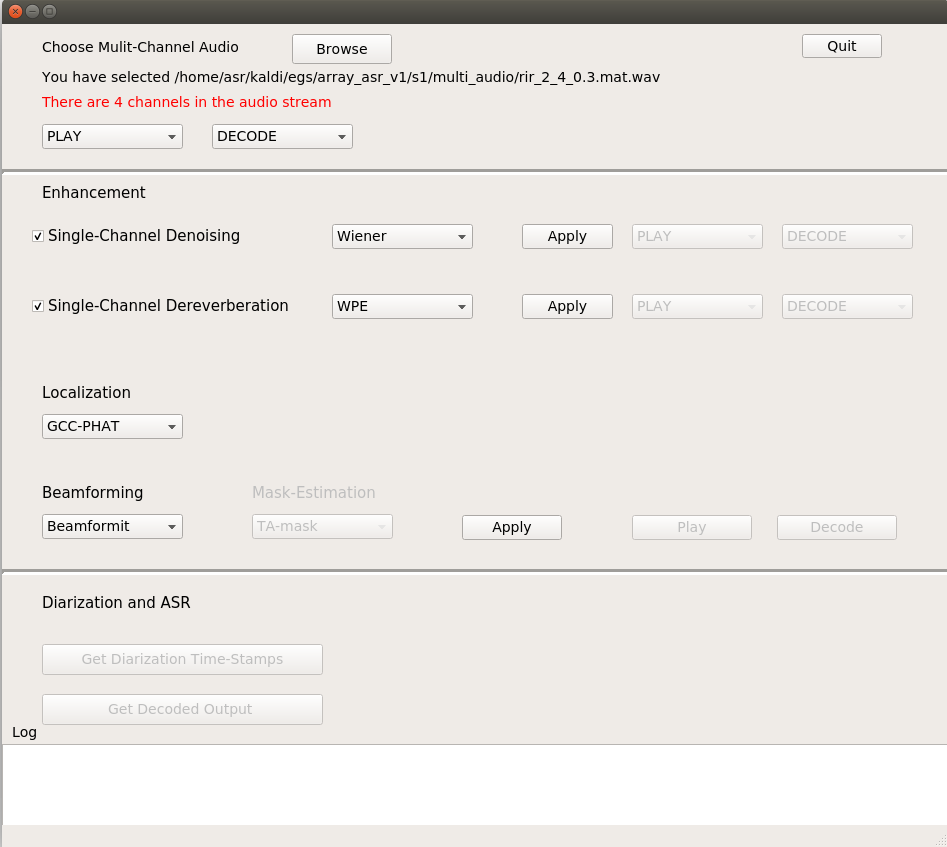 Choose Mulit-Channel Audio Browse Quit
You have selected /home/asr/kaldi/egs/array_asr_v1/s1/multi_audio/rir_2_4_0.3.mat.wav
There are 4 channels in the audio stream
PLAY DECODE
Enhancement
Single-Channel Denoising Wiener Apply PLAY DECODE
Single-Channel Dereverberation WPE Apply PLAY DECODE
Localization
GCC-PHAT
Beamforming Mask-Estimation
Beamformit TA-mask Apply Play Decode
Diarization and ASR
Get Diarization Time-Stamps
Get Decoded Output
Log